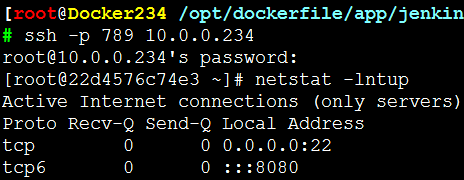 [root@Docker234 /opt/dockerfile/app/jenkin
# ssh -p 789 10.0.0.234
root@10.0.0.234's password:
[root@22d4576c74e3 ~]# netstat -lntup
Active Internet connections (only servers)
Proto Recv-Q Send-Q Local Address
tcp        0      0 0.0.0.0:22
tcp6       0      0 :::8080